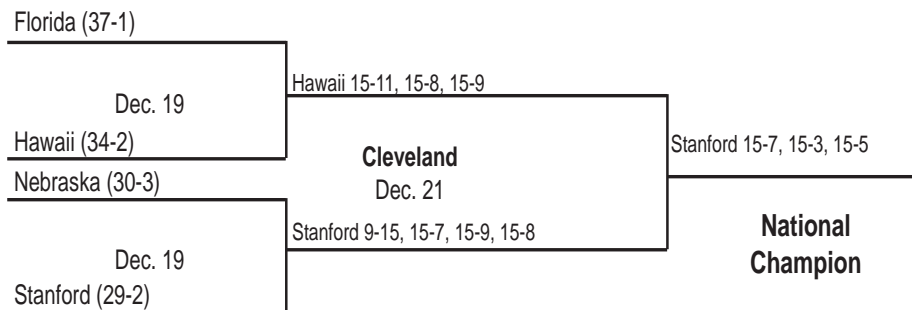 Florida (37-1)
Dec. 19
Hawaii (34-2)
Nebraska (30-3)
Dec. 19
Stanford (29-2)
Hawaii 15-11, 15-8, 15-9
Cleveland
Dec. 21
Stanford 9-15, 15-7, 15-9, 15-8
Stanford 15-7, 15-3, 15-5
National
Champion